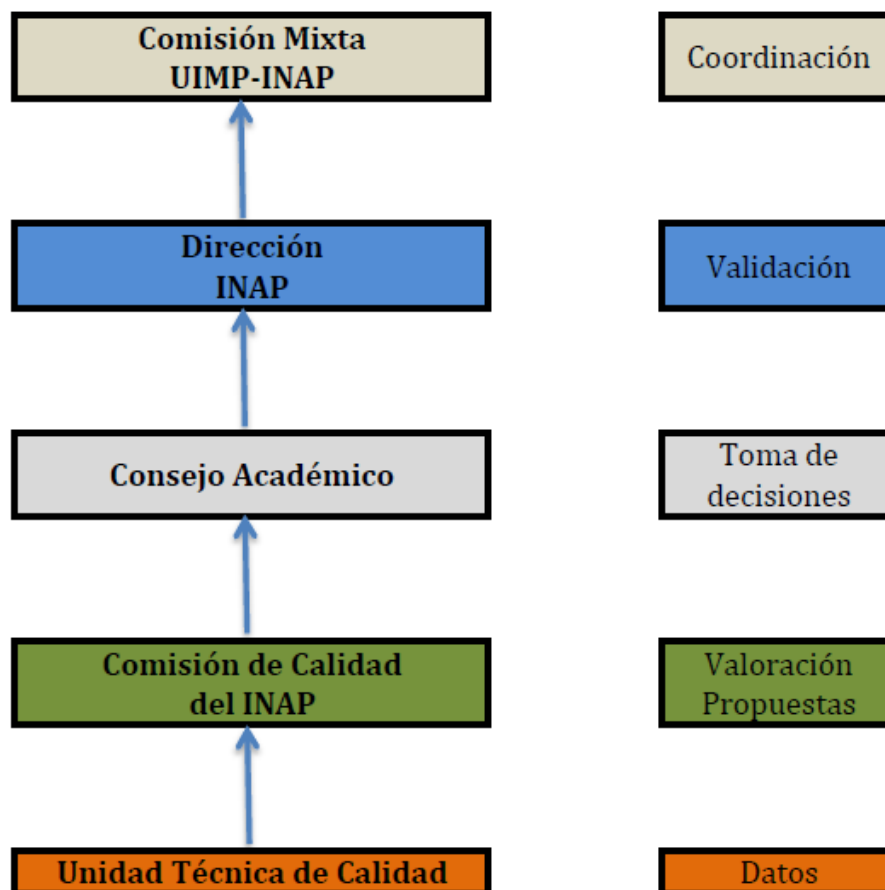 Comisión Mixta
UIMP-INAP
Coordinación
Dirección
INAP
Validación
Consejo Académico
Toma de
decisiones
Comisión de Calidad
del INAP
Valoración
Propuestas
Unidad Técnica de Calidad
Datos